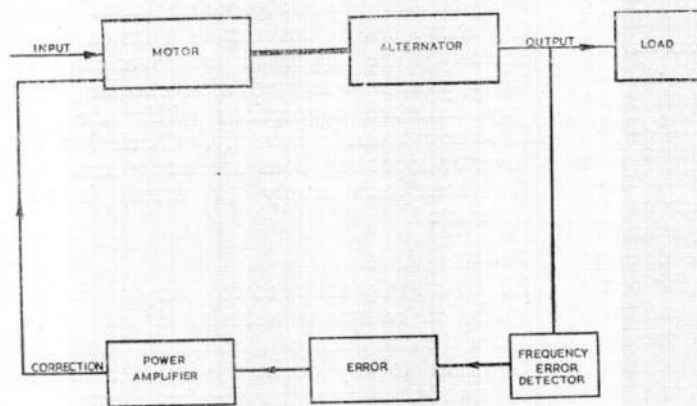 INPUT
MOTOR
ALTERNATOR
OUTPUT
LOAD
CORRECTION
POWER
AMPLIFIER
ERROR
FREQUENCY
ERROR
DETECTOR